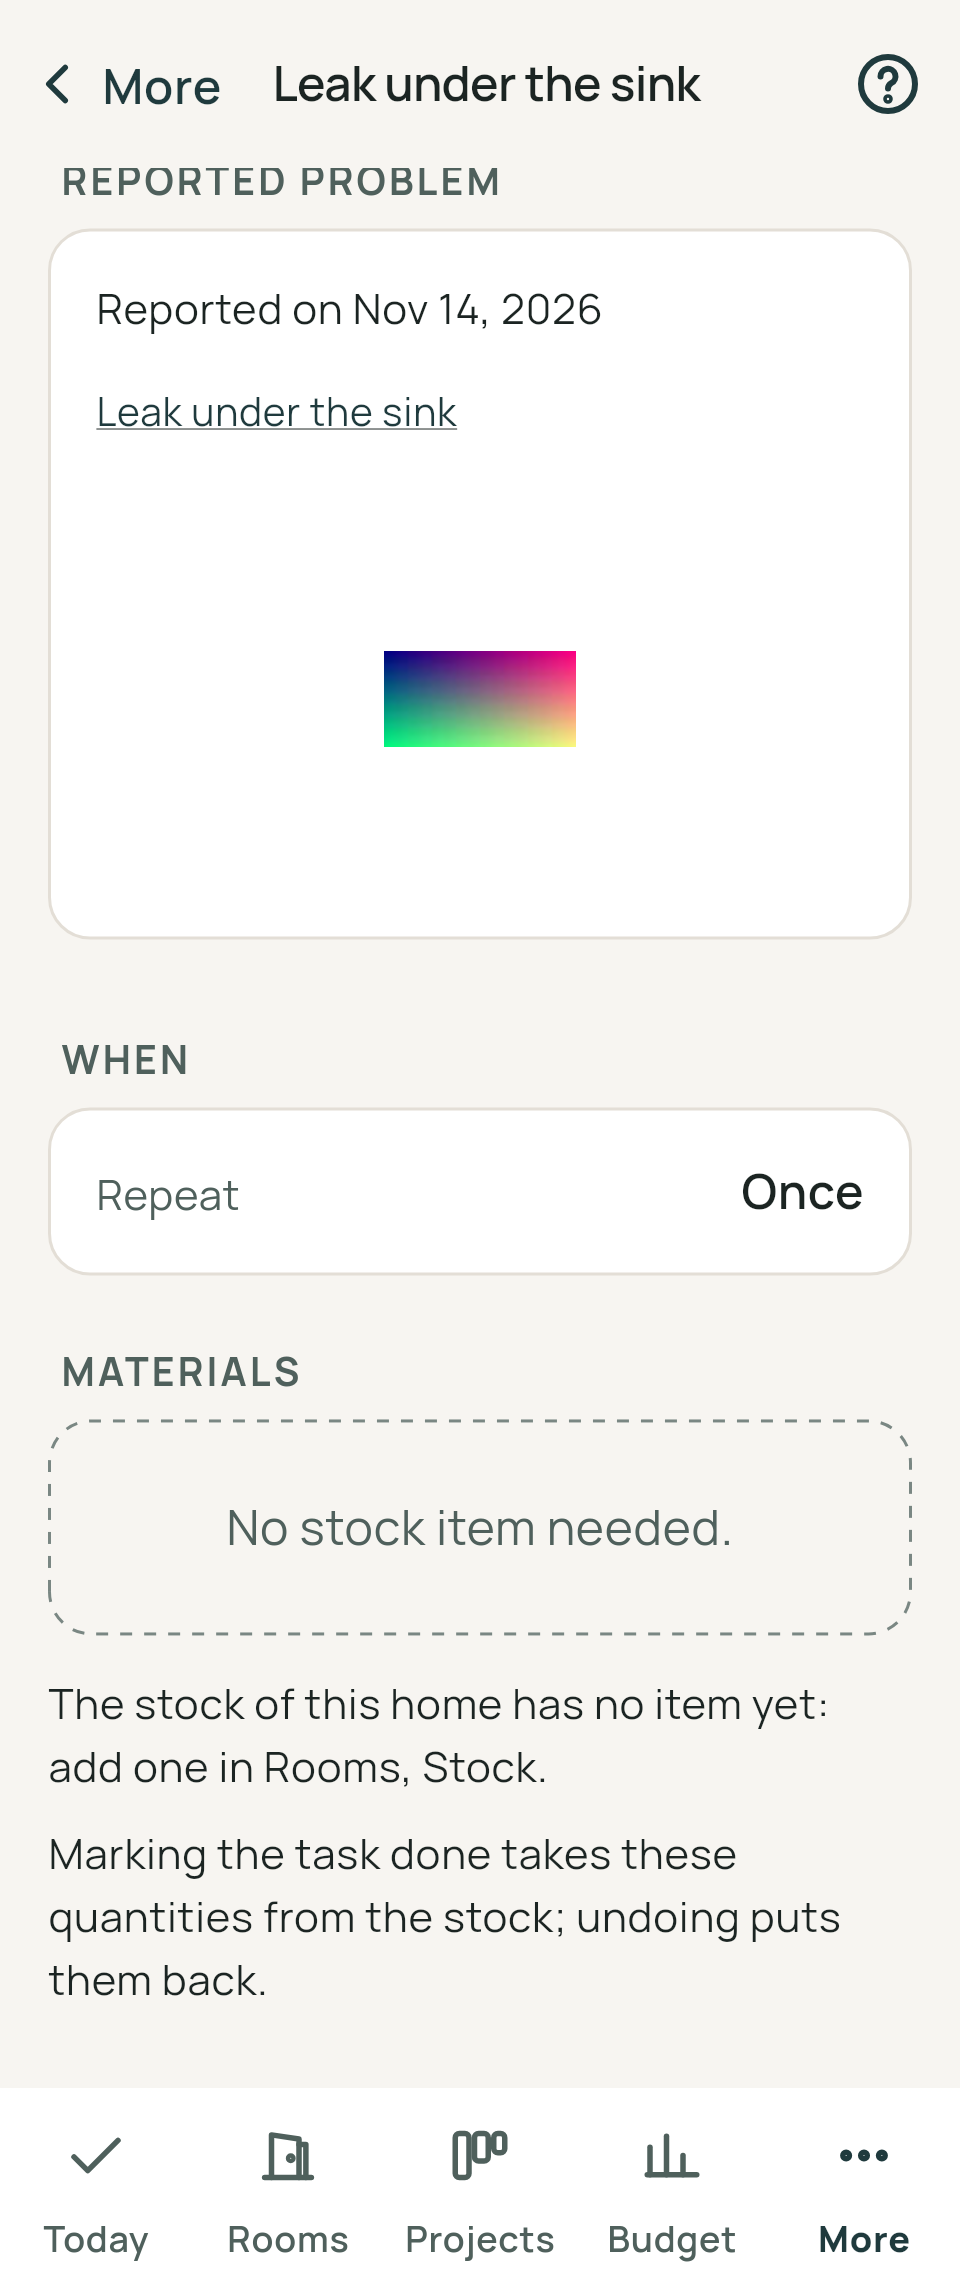 More
Leak under the sink
REPORTED PROBLEM
Reported on Nov 14, 2026
Leak under the sink
WHEN
Repeat
Once
MATERIALS
No stock item needed.
The stock of this home has no item yet:
add one in Rooms, Stock.
Marking the task done takes these
quantities from the stock; undoing puts
them back.
Today
Rooms
Projects
Budget
More